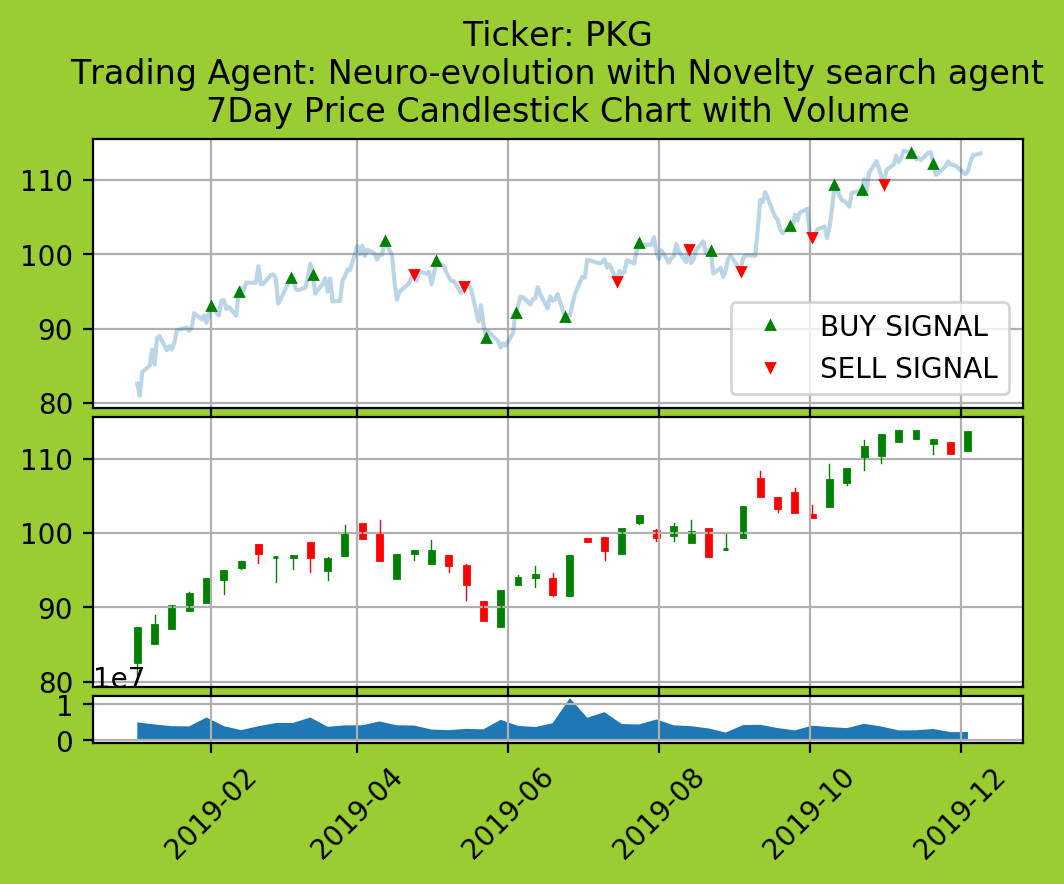 Ticker: PKG
Trading Agent: Neuro-evolution with Novelty search agent
7Day Price Candlestick Chart with Volume
110
100
90
80
BUY SIGNAL
SELL SIGNAL
110
100
90
80
1e7
1
0
2019-02
2019-04
2019-06
2019-08
2019-10
2019-12